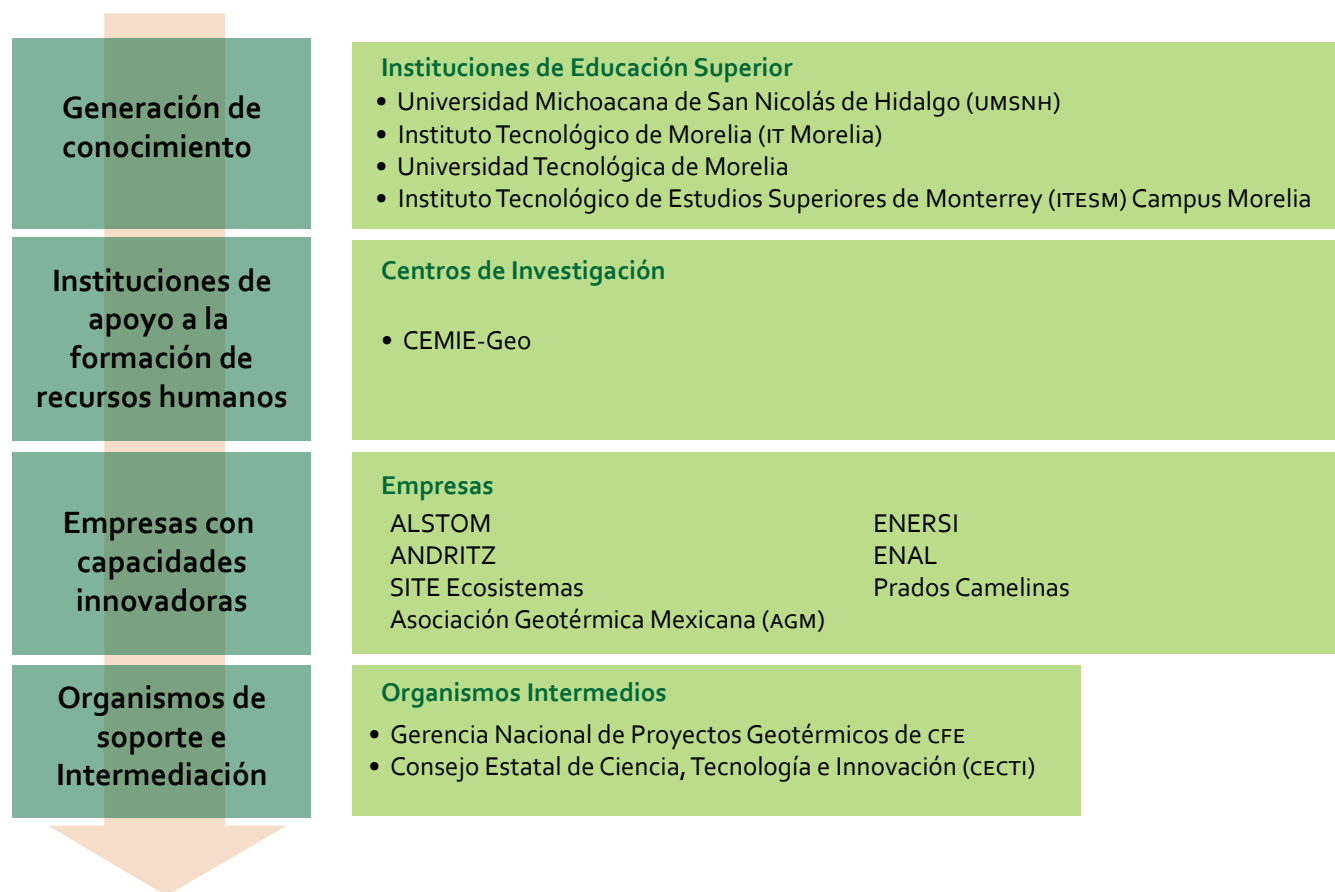 Generación de
conocimiento
Instituciones de Educación Superior
• Universidad Michoacana de San Nicolás de Hidalgo (UMSNH)
• Instituto Tecnológico de Morelia (IT Morelia)
• Universidad Tecnológica de Morelia
• Instituto Tecnológico de Estudios Superiores de Monterrey (ITESM) Campus Morelia
Instituciones de
apoyo a la
formación de
recursos humanos
Centros de Investigación
• CEMIE-Geo
Empresas con
capacidades
innovadoras
Empresas
ALSTOM
ANDRITZ
SITE Ecosistemas
Asociación Geotérmica Mexicana (AGM)
ENERSI
ENAL
Prados Camelinas
Organismos de
soporte e
Intermediación
Organismos Intermedios
• Gerencia Nacional de Proyectos Geotérmicos de CFE
• Consejo Estatal de Ciencia, Tecnología e Innovación (CECTI)